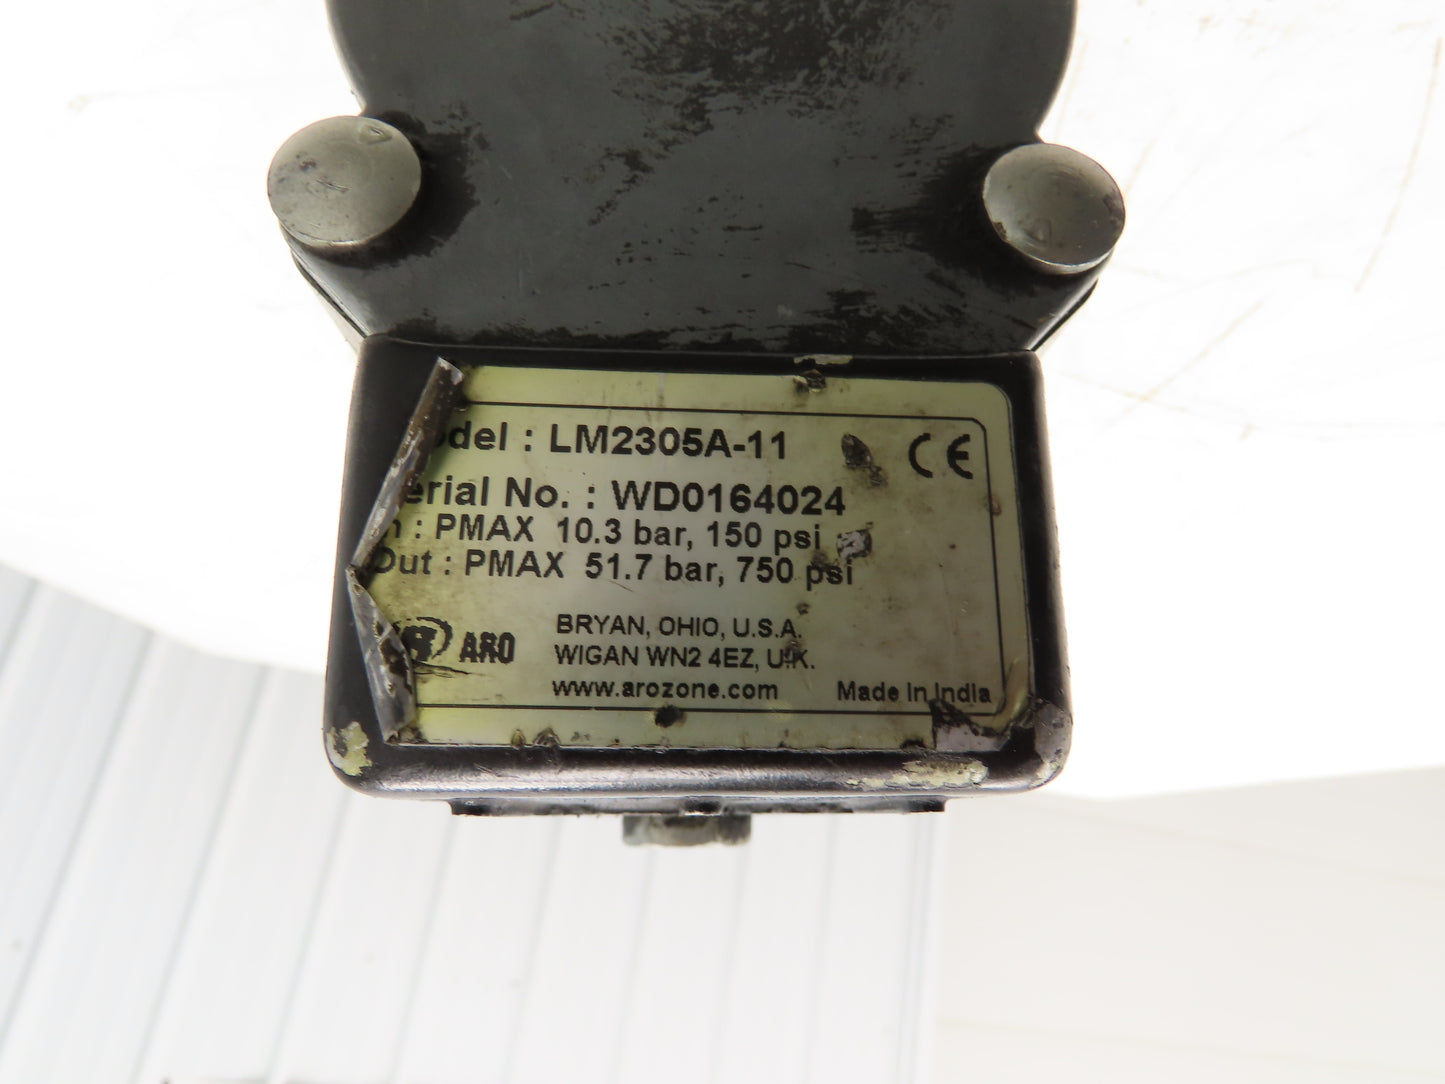 odel : LM2305A-11
CE
erial No. : WD0164024
n : PMAX 10.3 bar, 150 psi
Out : PMAX 51.7 bar, 750 psi
ARO
BRYAN, OHIO, U.S.A.
WIGAN WN2 4EZ, U.K.
www.arozone.com
Made in India